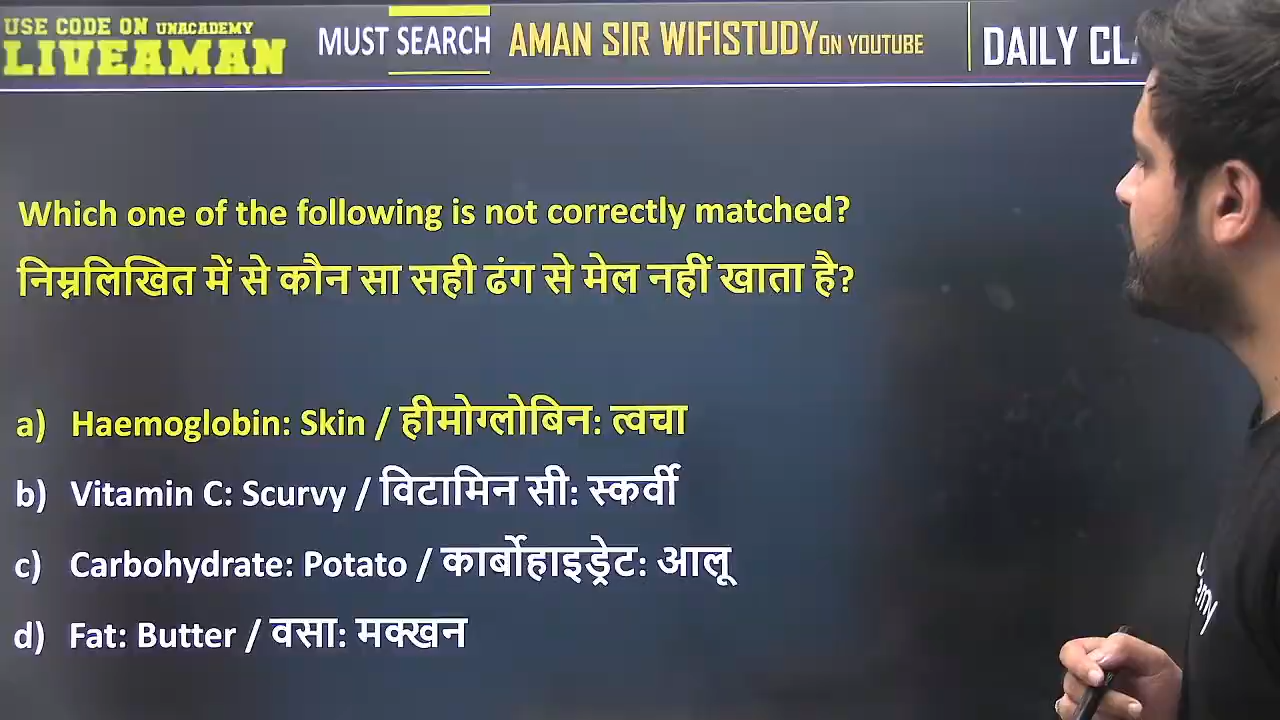 USE CODE ON UNACADEMY
LIVEAMAN
MUST SEARCH AMAN SIR WIFISTUDY ON YOUTUBE
DAILY
Which one of the following is not correctly matched?
निम्नलिखित में से कौन सा सही ढंग से मेल नहीं खाता है?
a) Haemoglobin: Skin / हीमोग्लोबिन: त्वचा
b) Vitamin C: Scurvy / विटामिन सी: स्कर्वी
c) Carbohydrate: Potato / कार्बोहाइड्रेट: आलू
d) Fat: Butter / वसा: मक्खन